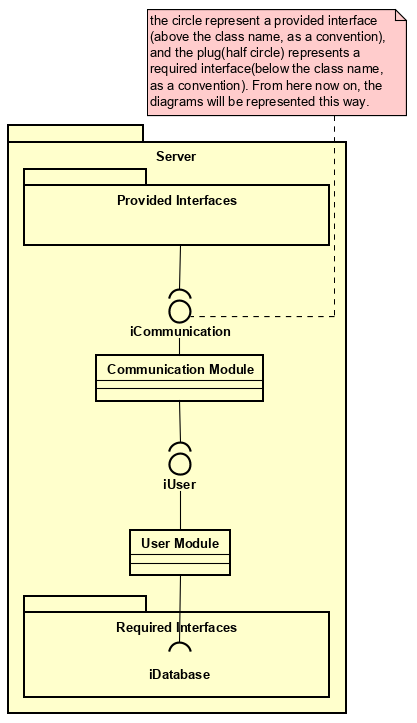 the circle represent a provided interface
(above the class name, as a convention),
and the plug(half circle) represents a
required interface(below the class name,
as a convention). From here now on, the
diagrams will be represented this way.
Server
Provided Interfaces
iCommunication
Communication Module
iUser
User Module
Required Interfaces
iDatabase